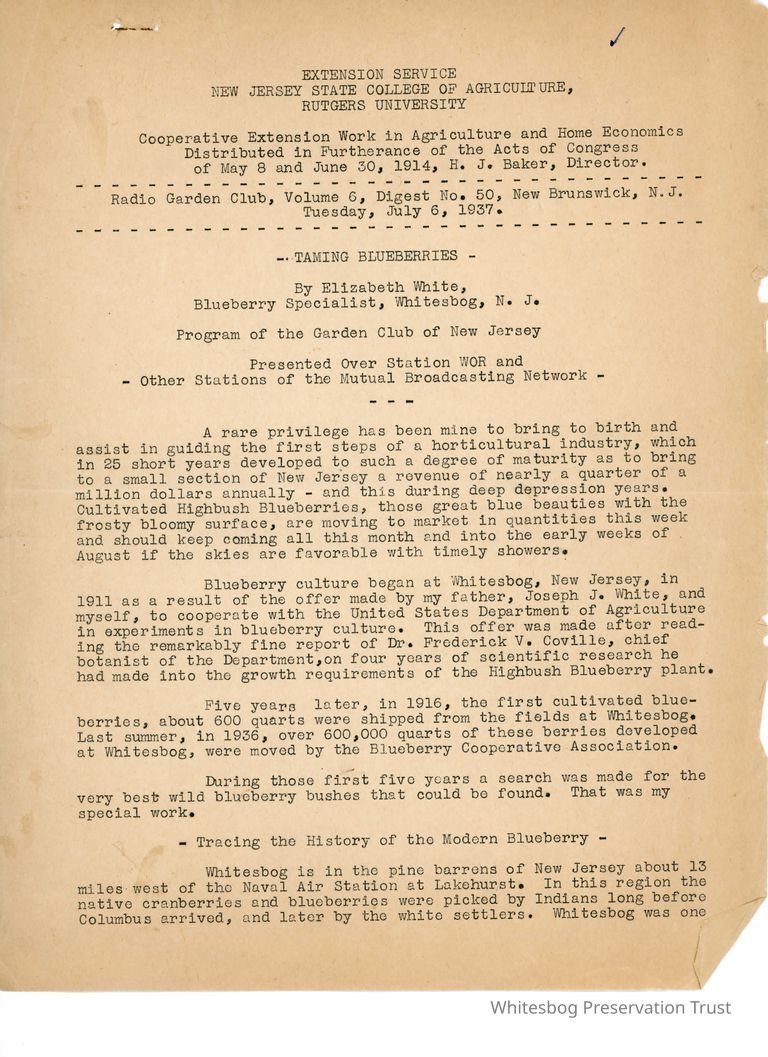 EXTENSION SERVICE
NEW JERSEY STATE COLLEGE OF AGRICULTURE,
RUTGERS UNIVERSITY
Cooperative Extension Work in Agriculture and Home Economics
Distributed in Furtherance of the Acts of Congress
of May 8 and June 30, 1914, H. J. Baker, Director.
Radio Garden Club, Volume 6, Digest No. 50, New Brunswick, N.J.
Tuesday, July 6, 1937.
- TAMING BLUEBERRIES -
By Elizabeth White,
Blueberry Specialist, Whitesbog, N. J.
Program of the Garden Club of New Jersey
Presented Over Station WOR and
- Other Stations of the Mutual Broadcasting Network -
- - -
A rare privilege has been mine to bring to birth and
assist in guiding the first steps of a horticultural industry, which
in 25 short years developed to such a degree of maturity as to bring
to a small section of New Jersey a revenue of nearly a quarter of a
million dollars annually - and this during deep depression years.
Cultivated Highbush Blueberries, those great blue beauties with the
frosty bloomy surface, are moving to market in quantities this week
and should keep coming all this month and into the early weeks of
August if the skies are favorable with timely showers.
Blueberry culture began at Whitesbog, New Jersey, in
1911 as a result of the offer made by my father, Joseph J. White, and
myself, to cooperate with the United States Department of Agriculture
in experiments in blueberry culture. This offer was made after read-
ing the remarkably fine report of Dr. Frederick V. Coville, chief
botanist of the Department,on four years of scientific research he
had made into the growth requirements of the Highbush Blueberry plant.
Five years later, in 1916, the first cultivated blue-
berries, about 600 quarts were shipped from the fields at Whitesbog.
Last summer, in 1936, over 600,000 quarts of these berries developed
at Whitesbog, were moved by the Blueberry Cooperative Association.
During those first five years a search was made for the
very best wild blueberry bushes that could be found. That was my
special work.
- Tracing the History of the Modern Blueberry -
Whitesbog is in the pine barrens of New Jersey about 13
miles west of the Naval Air Station at Lakehurst. In this region the
native cranberries and blueberries were picked by Indians long before
Columbus arrived, and later by the white settlers. Whitesbog was one
Whitesbog Preservation Trust